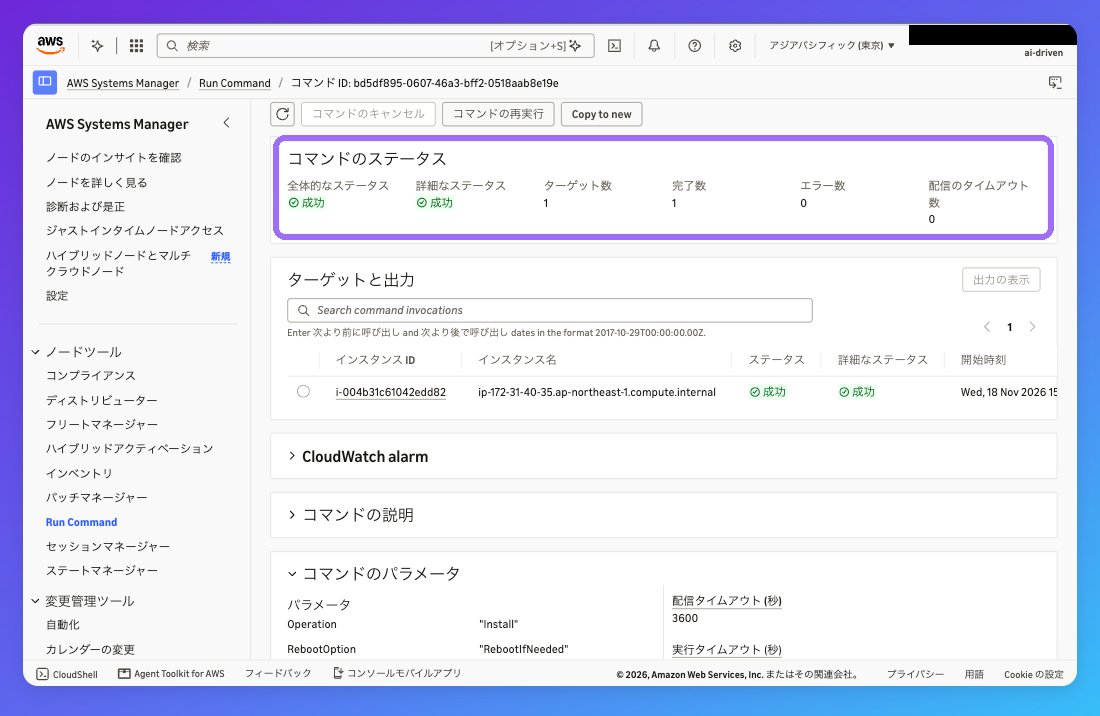 aws
検索
[オプション+S]
アジアパシフィック (東京) ▼
ai-driven
AWS Systems Manager / Run Command / コマンド ID: bd5df895-0607-46a3-bff2-0518aab8e19e
AWS Systems Manager
ノードのインサイトを確認
ノードを詳しく見る
診断および是正
ジャストインタイムノードアクセス
ハイブリッドノードとマルチ
クラウドノード
新規
設定
ノードツール
コンプライアンス
ディストリビューター
フリートマネージャー
ハイブリッドアクティベーション
インベントリ
パッチマネージャー
Run Command
セッションマネージャー
ステートマネージャー
変更管理ツール
自動化
カレンダーの変更
コマンドのキャンセル
コマンドの再実行
Copy to new
コマンドのステータス
全体的なステータス
成功
詳細なステータス
成功
ターゲット数
1
完了数
1
エラー数
0
配信のタイムアウト
数
0
ターゲットと出力
出力の表示
Search command invocations
Enter 次より前に呼び出し and 次より後で呼び出し dates in the format 2017-10-29T00:00:00.00Z.
1
インスタンス ID インスタンス名 ステータス 詳細なステータス 開始時刻
i-004b31c61042edd82 ip-172-31-40-35.ap-northeast-1.compute.internal 成功 成功 Wed, 18 Nov 2026 15
CloudWatch alarm
コマンドの説明
コマンドのパラメータ
パラメータ
Operation "Install"
RebootOption "RebootIfNeeded"
配信タイムアウト (秒)
3600
実行タイムアウト (秒)
CloudShell
Agent Toolkit for AWS
フィードバック
コンソールモバイルアプリ
© 2026, Amazon Web Services, Inc. またはその関連会社。
プライバシー
用語
Cookie の設定